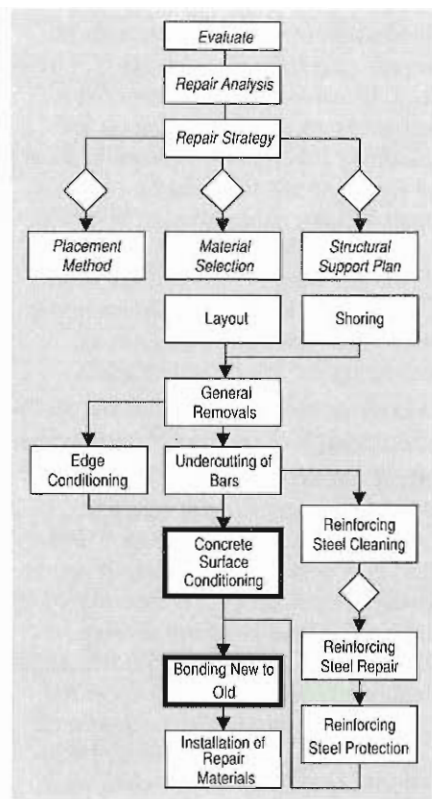 Evaluate
Repair Analysis
Repair Strategy
Placement
Method
Material
Selection
Structural
Support Plan
Layout
Shoring
General
Removals
Edge
Conditioning
Undercutting of
Bars
Concrete
Surface
Conditioning
Reinforcing
Steel Cleaning
Bonding New to
Old
Reinforcing
Steel Repair
Installation of
Repair
Materials
Reinforcing
Steel Protection